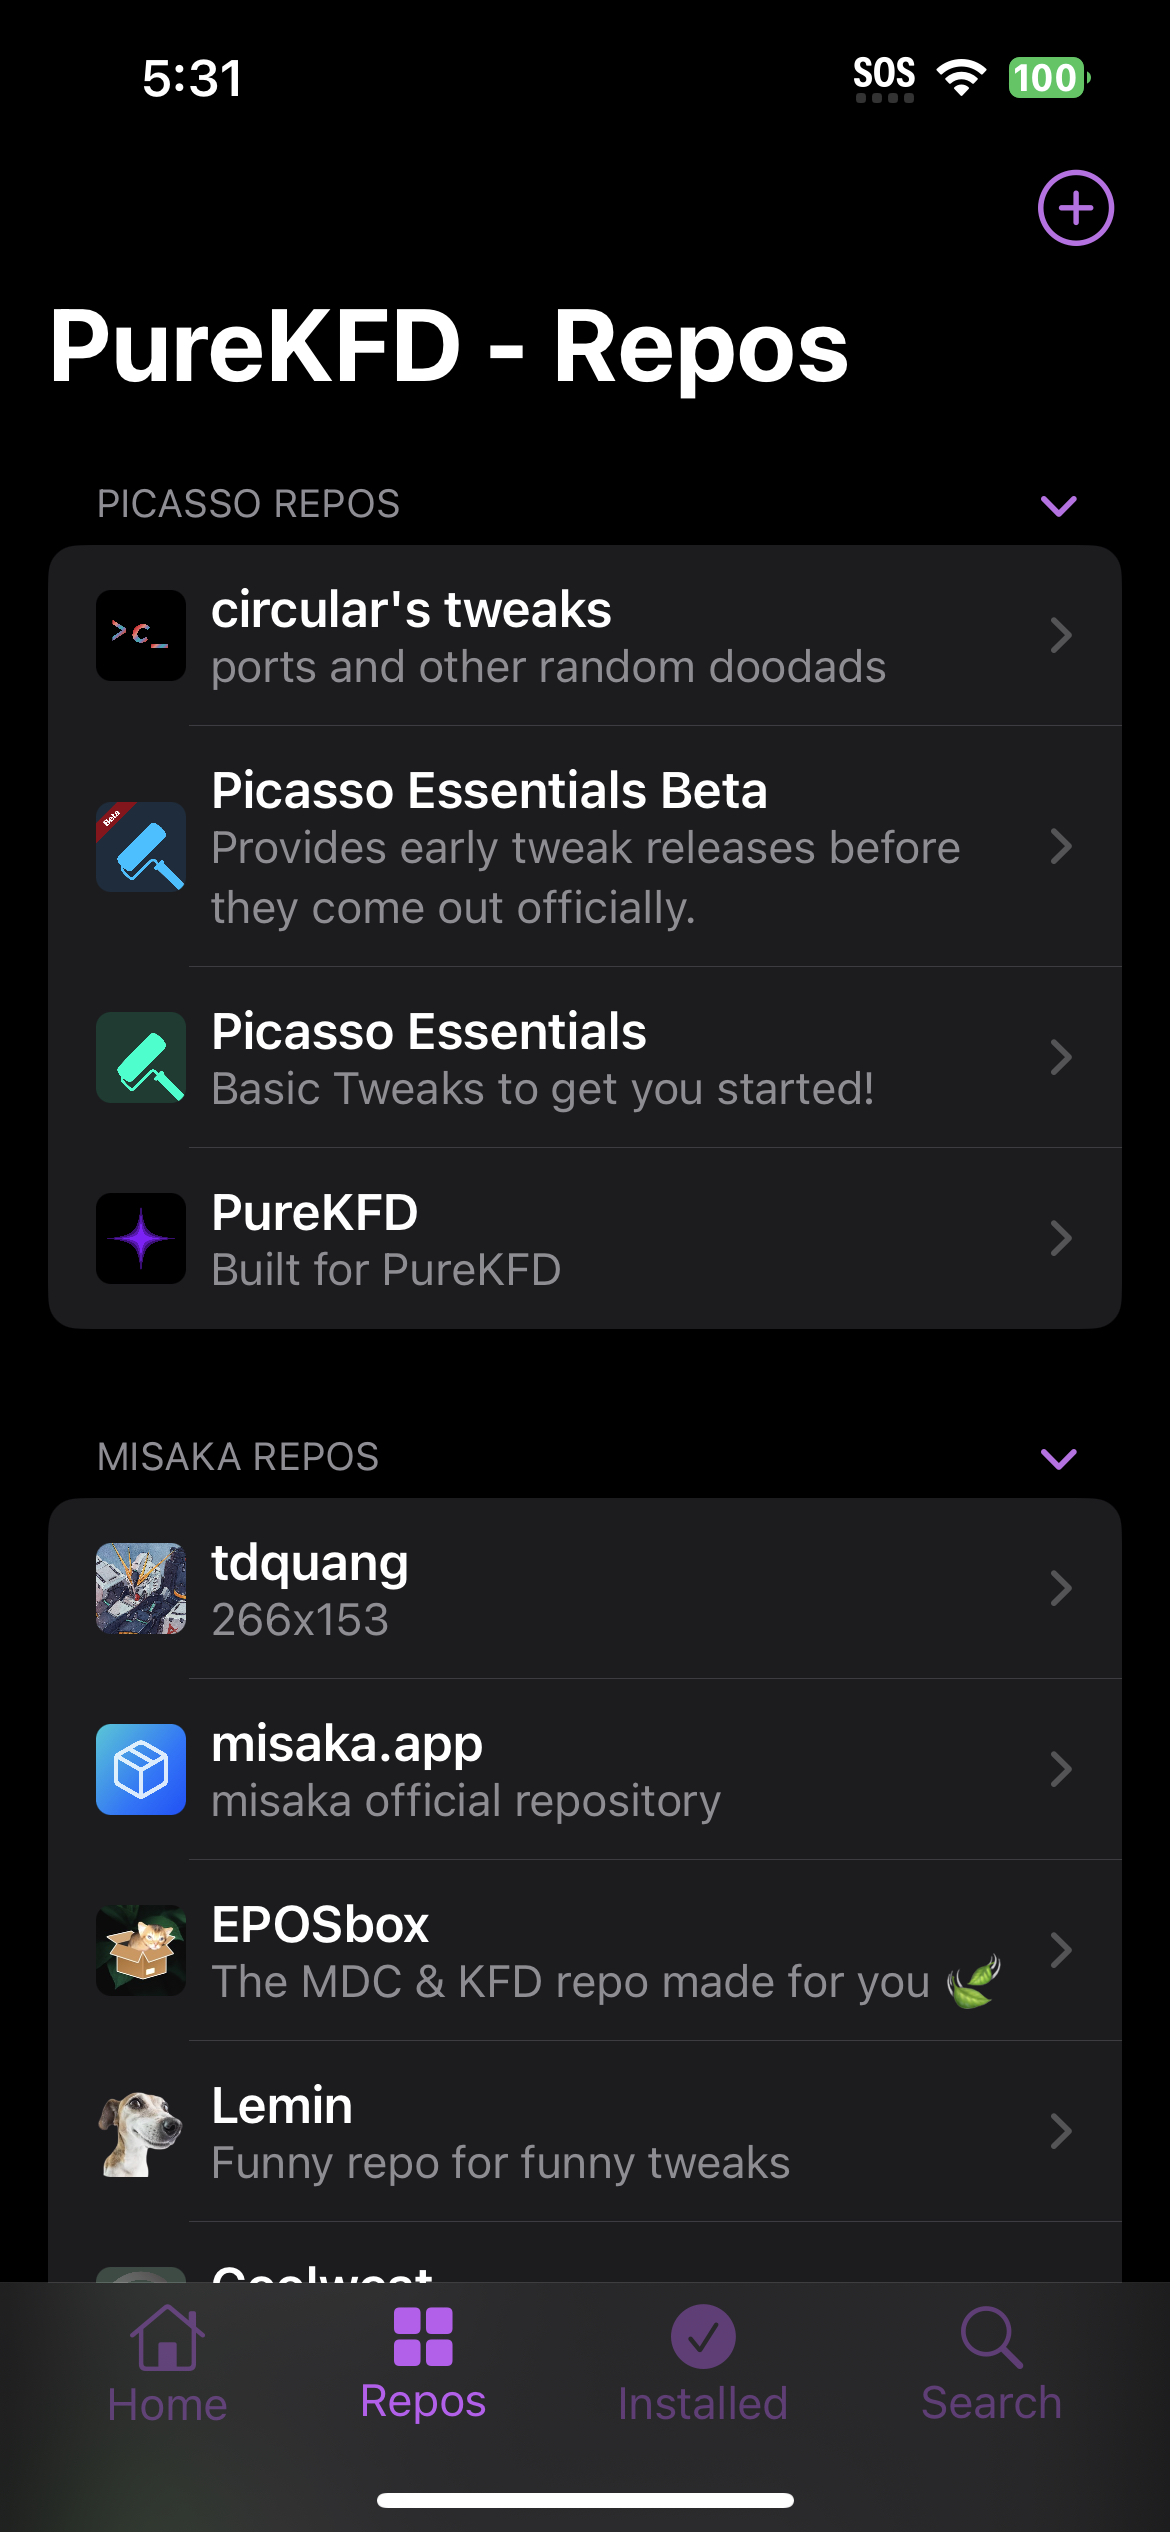 5:31
SOS
100
PureKFD - Repos
PICASSO REPOS
>c_
circular's tweaks
ports and other random doodads
Beta
Picasso Essentials Beta
Provides early tweak releases before
they come out officially.
Picasso Essentials
Basic Tweaks to get you started!
PureKFD
Built for PureKFD
MISAKA REPOS
tdquang
266x153
misaka.app
misaka official repository
EPOSbox
The MDC & KFD repo made for you 🍃
Lemin
Funny repo for funny tweaks
Home
Repos
Installed
Search